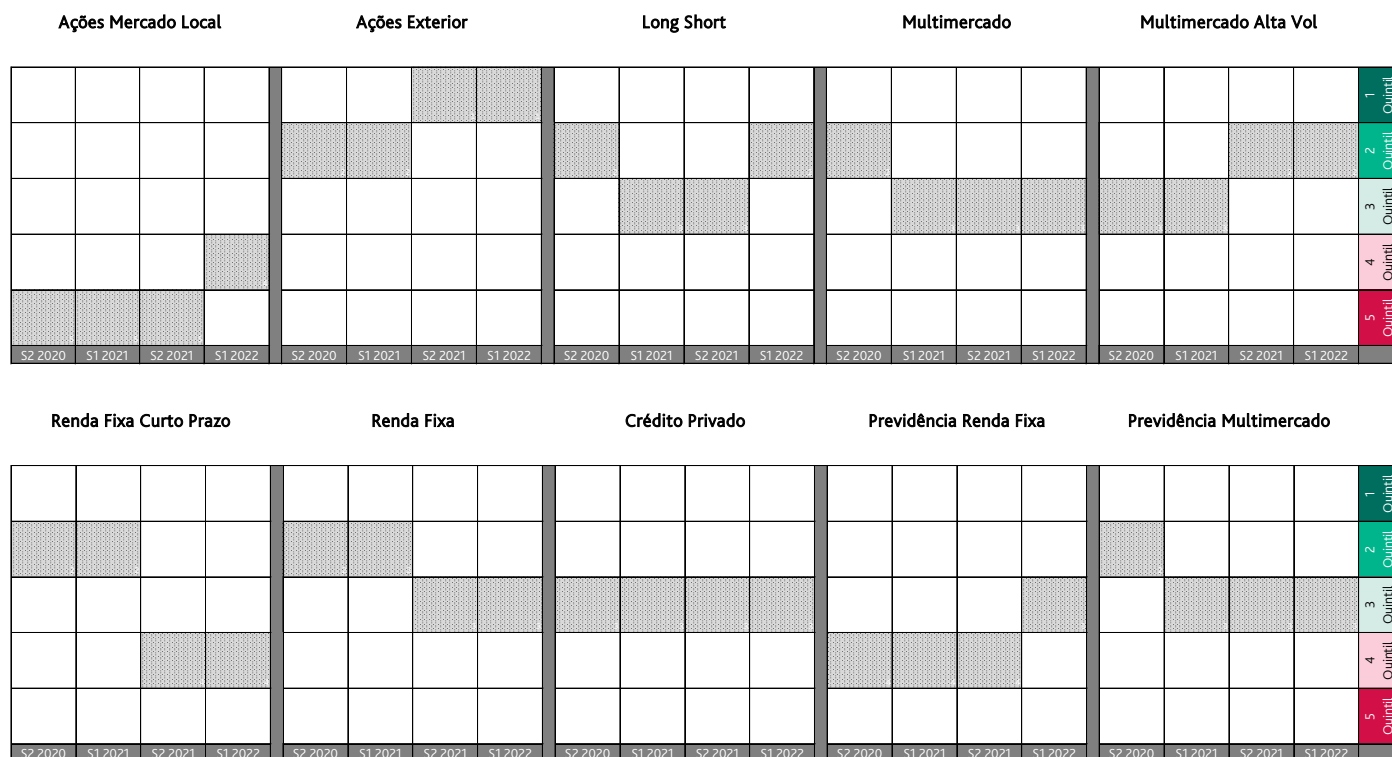 Ações Mercado Local
Ações Exterior
Long Short
Multimercado
Multimercado Alta Vol
1
Quintil
2
Quintil
3
Quintil
4
Quintil
5
Quintil
S2 2020 S1 2021 S2 2021 S1 2022 S2 2020 S1 2021 S2 2021 S1 2022 S2 2020 S1 2021 S2 2021 S1 2022 S2 2020 S1 2021 S2 2021 S1 2022 S2 2020 S1 2021 S2 2021 S1 2022
Renda Fixa Curto Prazo
Renda Fixa
Crédito Privado
Previdência Renda Fixa
Previdência Multimercado
1
Quintil
2
Quintil
3
Quintil
4
Quintil
5
Quintil
S2 2020 S1 2021 S2 2021 S1 2022 S2 2020 S1 2021 S2 2021 S1 2022 S2 2020 S1 2021 S2 2021 S1 2022 S2 2020 S1 2021 S2 2021 S1 2022 S2 2020 S1 2021 S2 2021 S1 2022